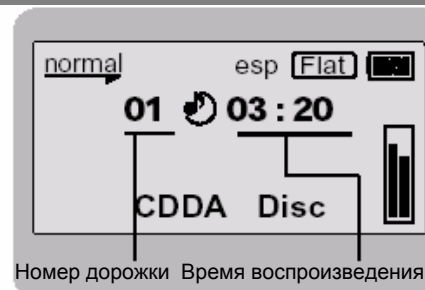 normal esp Flat
01 03 : 20
CDDA Disc
Номер дорожки Время воспроизведения